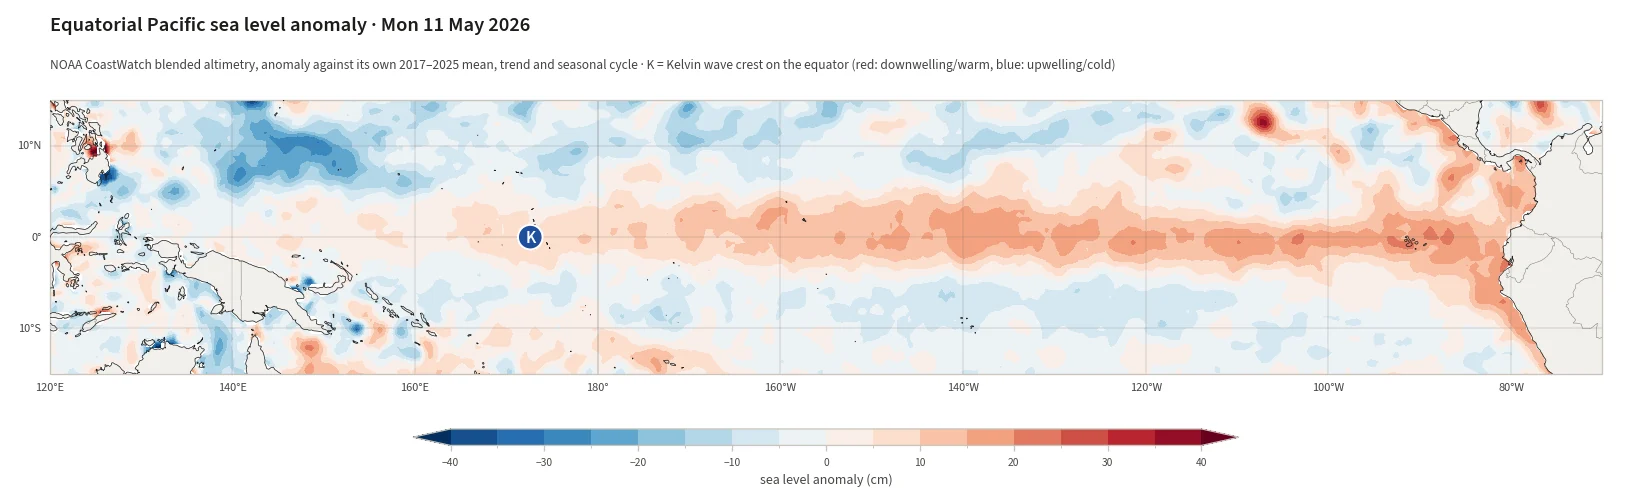 Equatorial Pacific sea level anomaly · Mon 11 May 2026
NOAA CoastWatch blended altimetry, anomaly against its own 2017–2025 mean, trend and seasonal cycle · K = Kelvin wave crest on the equator (red: downwelling/warm, blue: upwelling/cold)
10°N
0°
K
10°S
120°E 140°E 160°E 180° 160°W 140°W 120°W 100°W 80°W
−40 −30 −20 −10 0 10 20 30 40
sea level anomaly (cm)